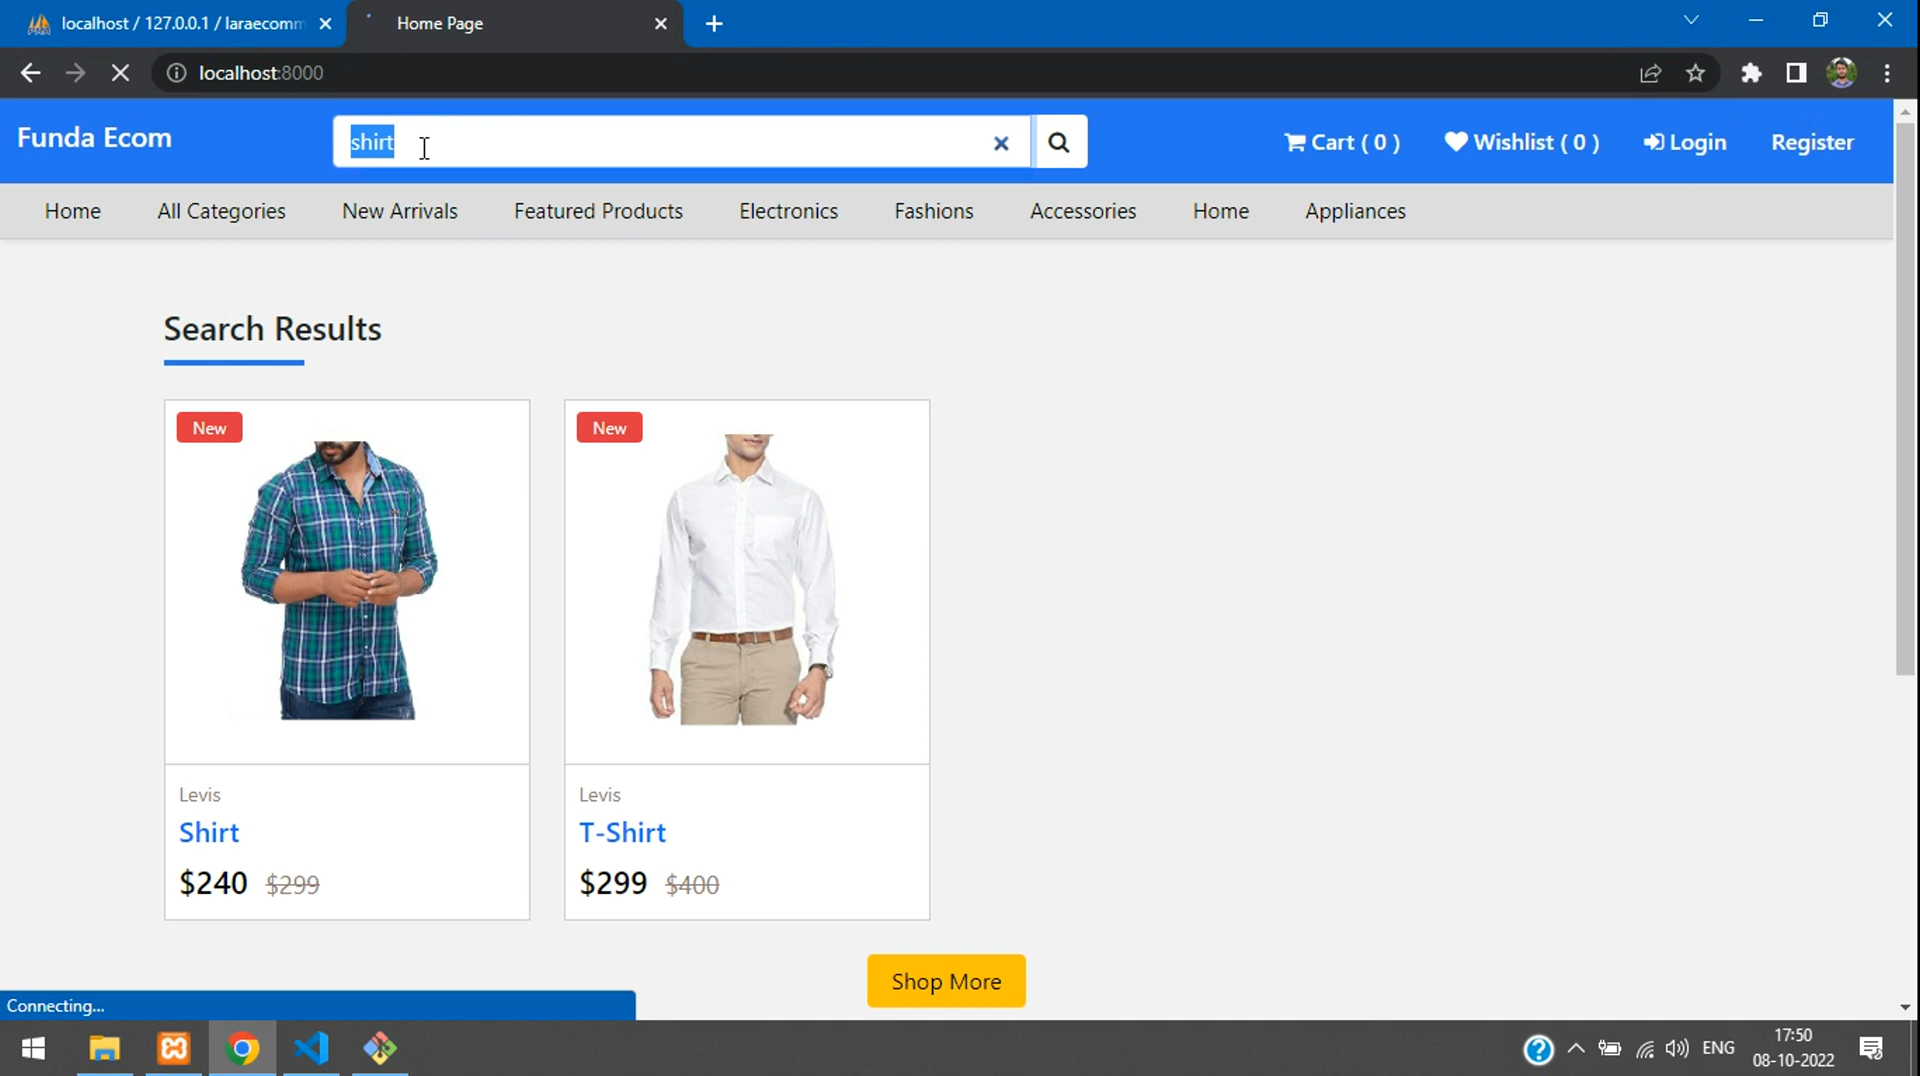 localhost / 127.0.0.1 / laraecomm
Home Page
localhost:8000
Funda Ecom
shirt
Cart ( 0 )
Wishlist ( 0 )
Login
Register
Home
All Categories
New Arrivals
Featured Products
Electronics
Fashions
Accessories
Home
Appliances
Search Results
New
New
Levis
Shirt
$240 $299
Levis
T-Shirt
$299 $400
Shop More
Connecting...
ENG
17:50
08-10-2022